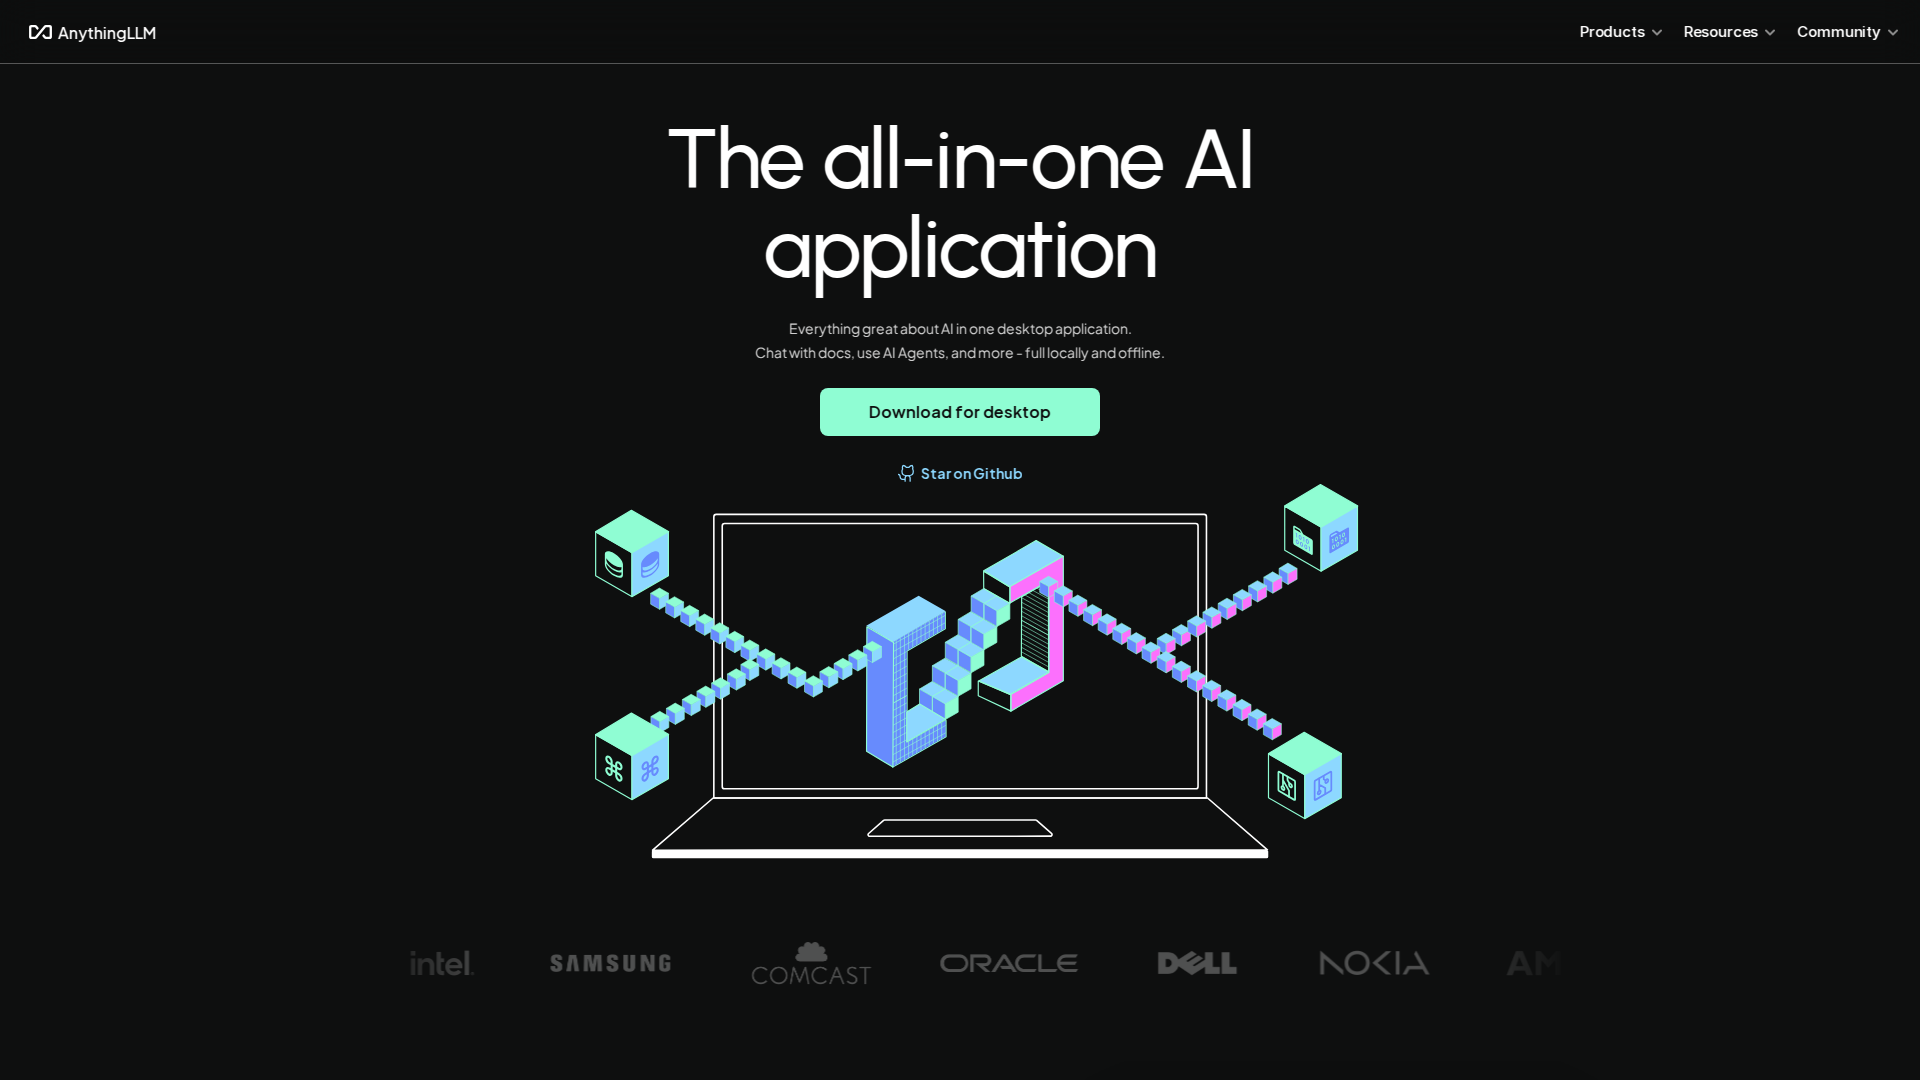 AnythingLLM
Products
Resources
Community
The all-in-one AI
application
Everything great about AI in one desktop application.
Chat with docs, use AI Agents, and more - full locally and offline.
Download for desktop
Star on Github
intel.
SAMSUNG
COMCAST
ORACLE
DELL
NOKIA
AM